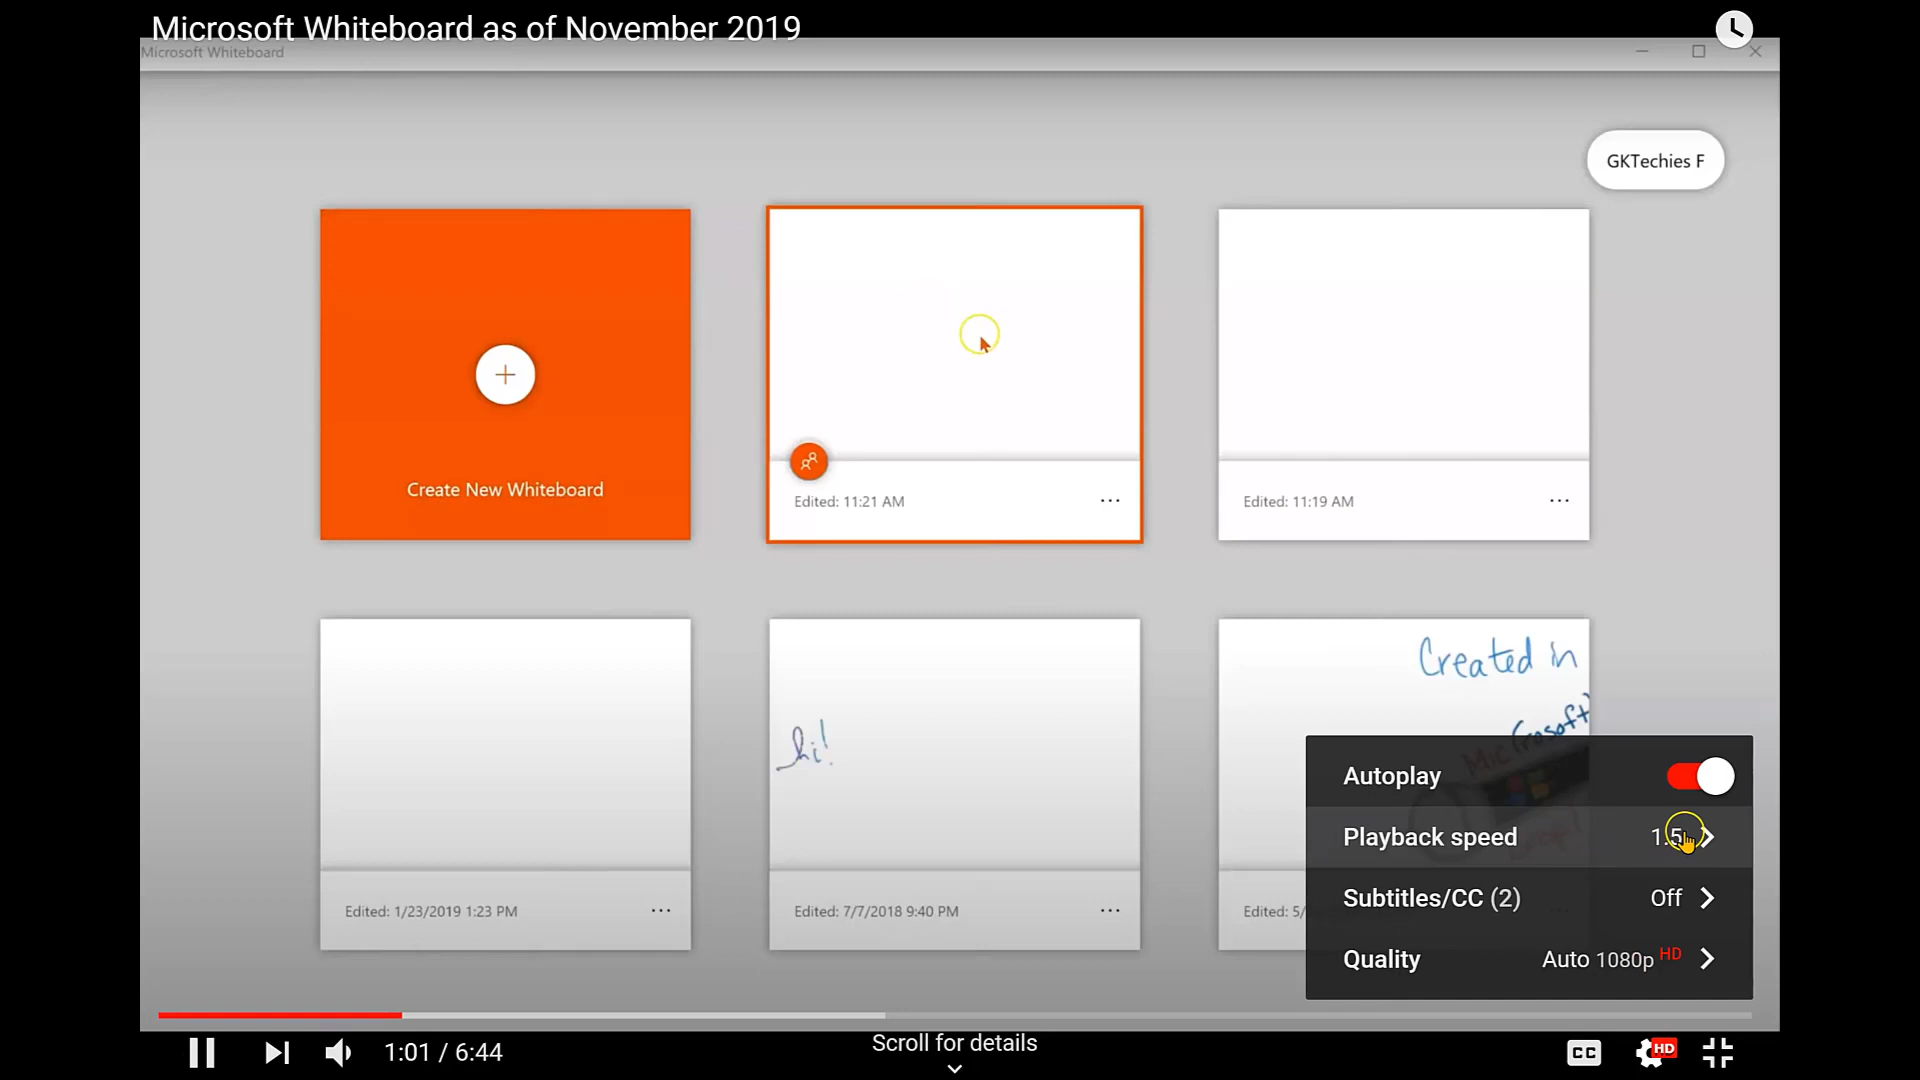 Microsoft Whiteboard as of November 2019
Microsoft Whiteboard
GKTechies F
Create New Whiteboard
Edited: 11:21 AM
Edited: 11:19 AM
hi!
Created in
Microsoft
Edited: 1/23/2019 1:23 PM
Edited: 7/7/2018 9:40 PM
Edited: 5/
Autoplay
Playback speed 1.5
Subtitles/CC (2) Off
Quality Auto 1080p HD
1:01 / 6:44
Scroll for details
CC
HD